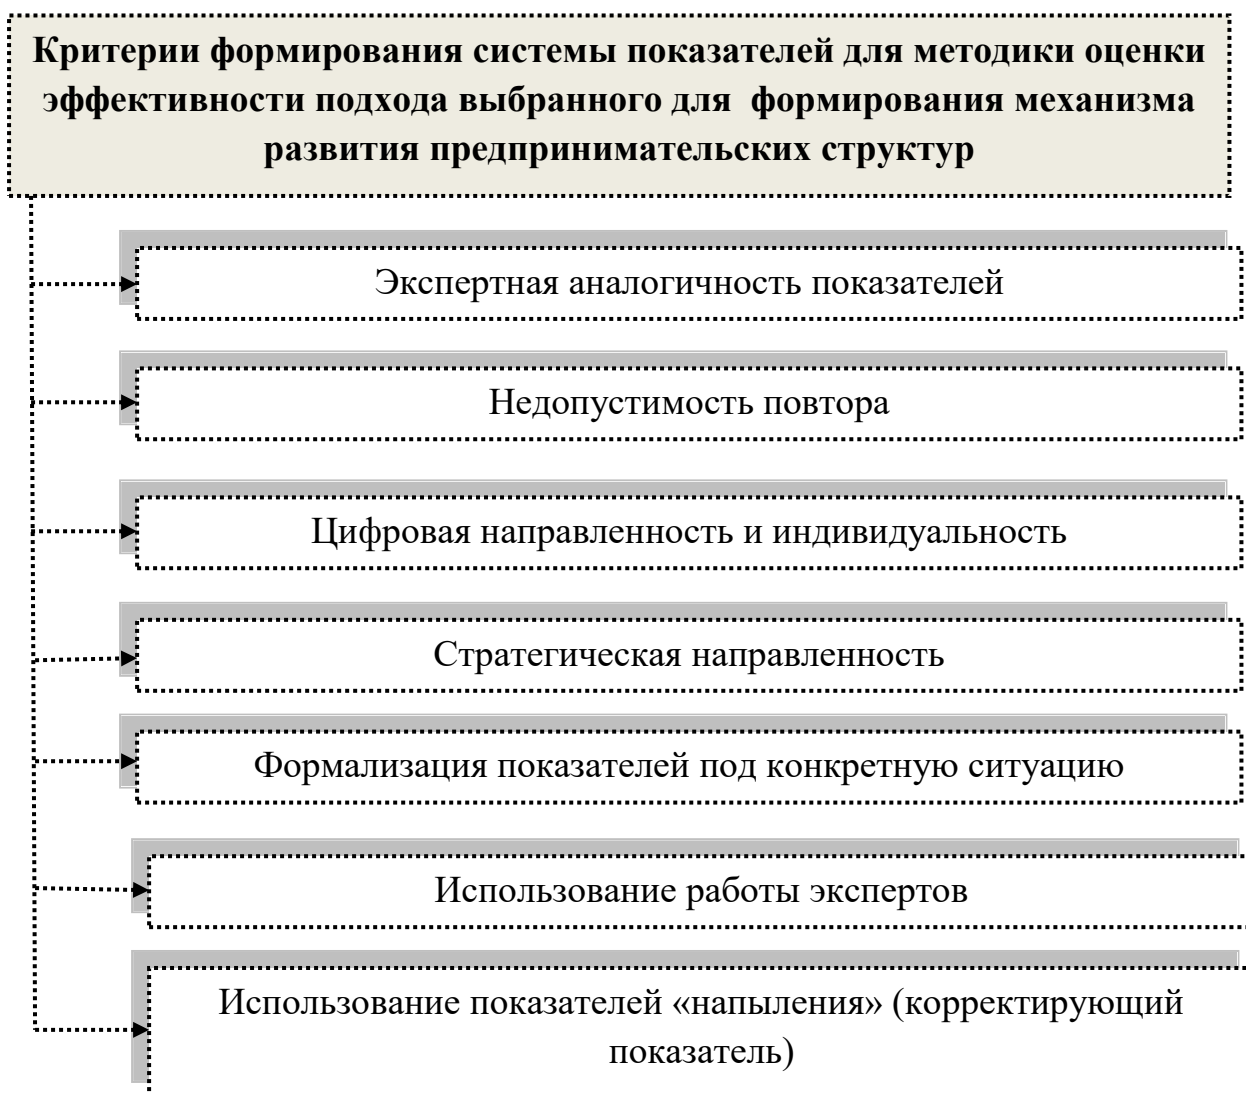 Критерии формирования системы показателей для методики оценки
эффективности подхода выбранного для формирования механизма
развития предпринимательских структур
Экспертная аналогичность показателей
Недопустимость повтора
Цифровая направленность и индивидуальность
Стратегическая направленность
Формализация показателей под конкретную ситуацию
Использование работы экспертов
Использование показателей «напыления» (корректирующий
показатель)